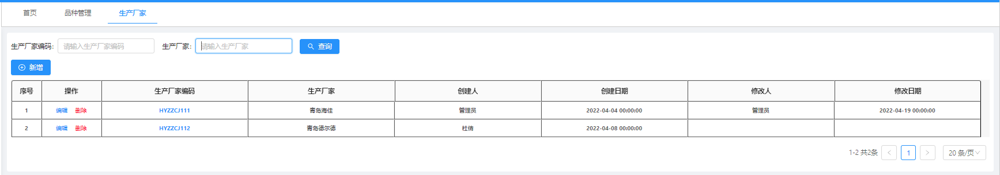 首页 品种管理 生产厂家
生产厂家编码: 请输入生产厂家编码 生产厂家: 请输入生产厂家 查询
新增
序号 操作 生产厂家编码 生产厂家 创建人 创建日期 修改人 修改日期
1 编辑 删除 HYZZCJ111 青岛海佳 管理员 2022-04-04 00:00:00 管理员 2022-04-19 00:00:00
2 编辑 删除 HYZZCJ112 青岛德尔德 杜倩 2022-04-08 00:00:00
1-2 共2条 1 20 条/页